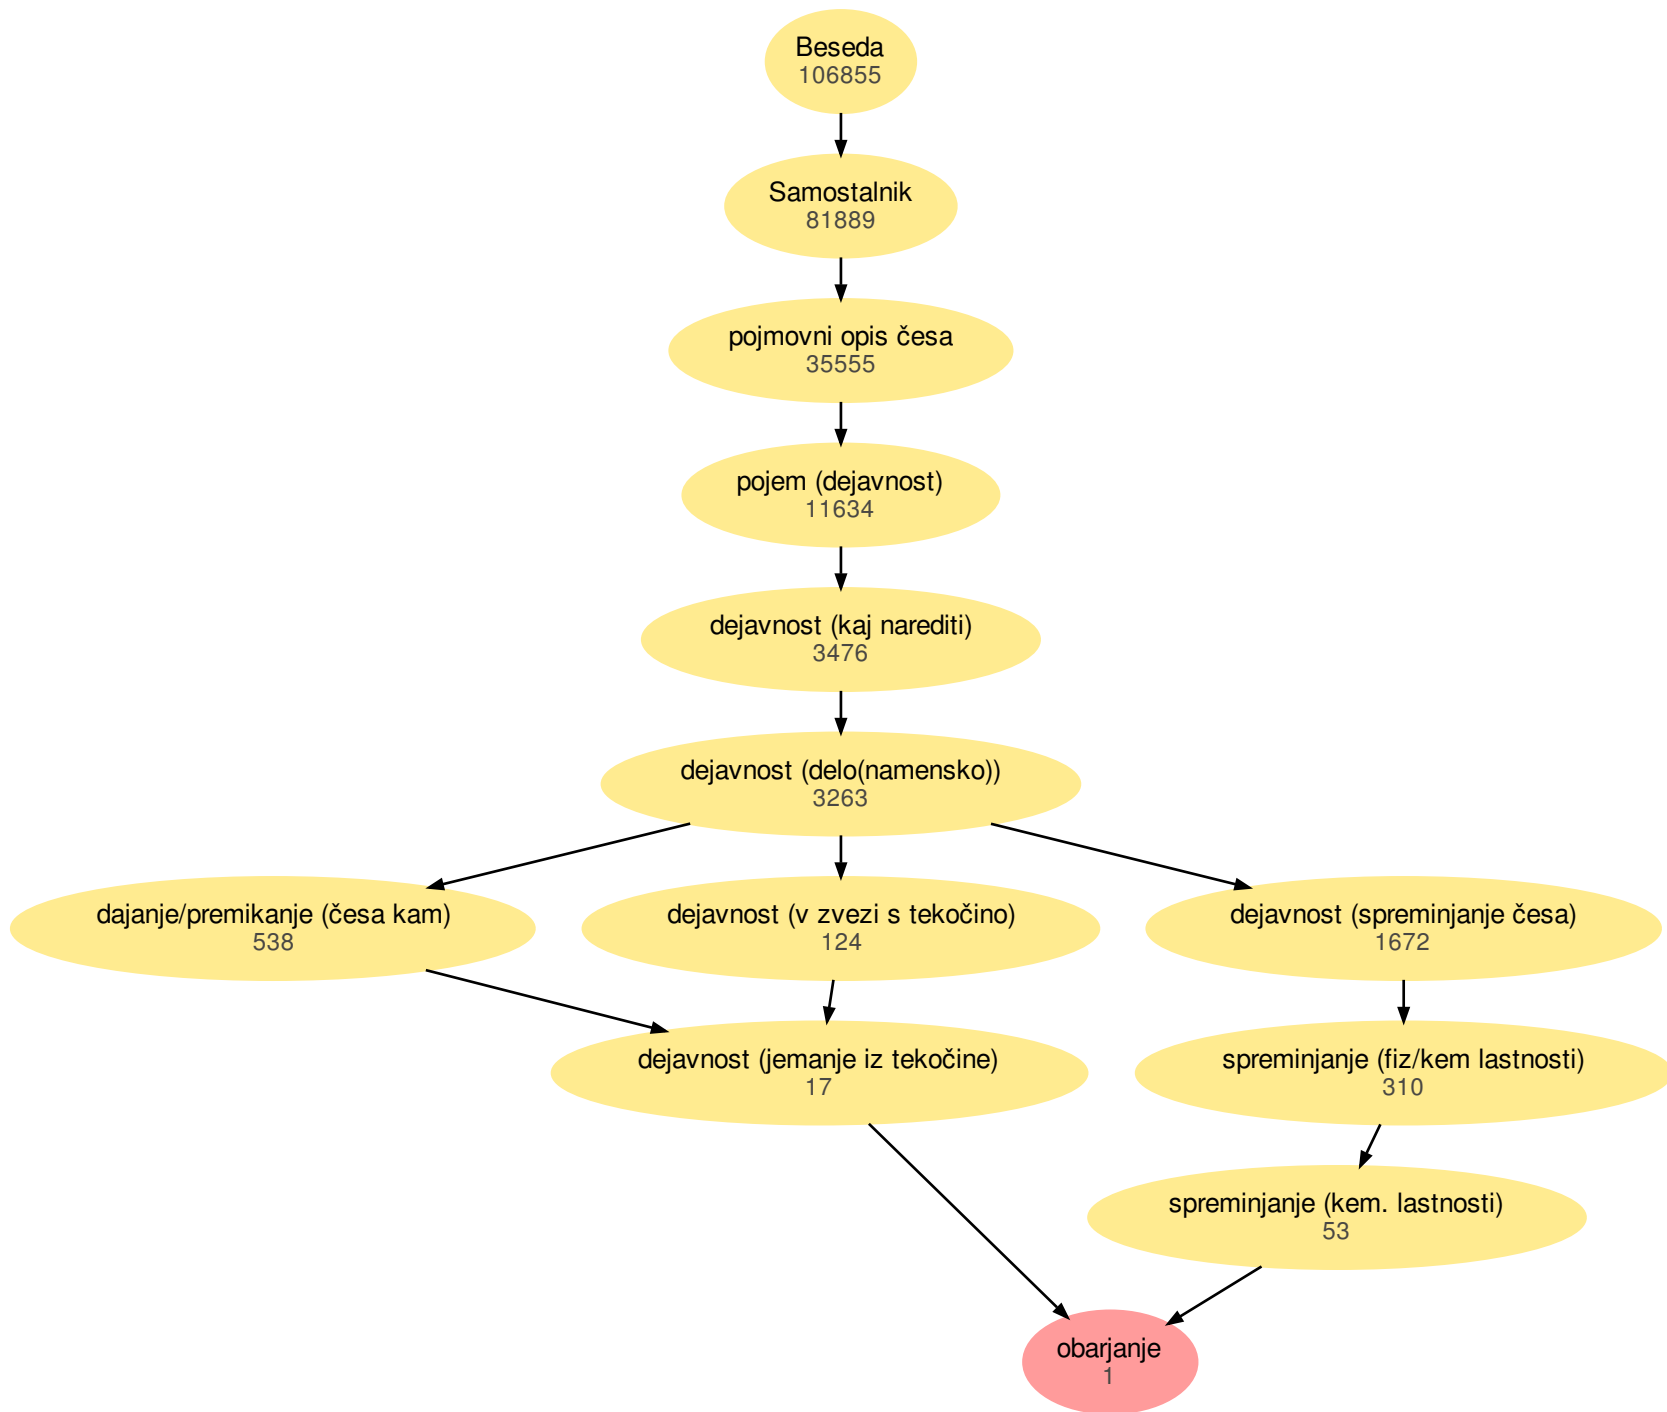 Beseda
106855
Samostalnik
81889
pojmovni opis česa
35555
pojem (dejavnost)
11634
dejavnost (kaj narediti)
3476
dejavnost (delo(namensko))
3263
dajanje/premikanje (česa kam)
538
dejavnost (v zvezi s tekočino)
124
dejavnost (spreminjanje česa)
1672
dejavnost (jemanje iz tekočine)
17
spreminjanje (fiz/kem lastnosti)
310
spreminjanje (kem. lastnosti)
53
obarjanje
1